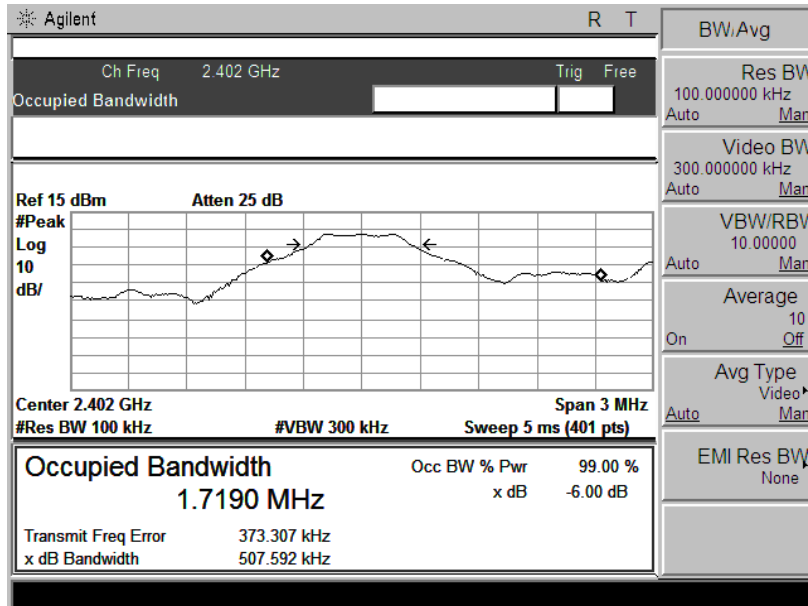 Agilent
R T
Ch Freq 2.402 GHz
Trig Free
Occupied Bandwidth
Ref 15 dBm
Atten 25 dB
#Peak
Log
10
dB/
Center 2.402 GHz
Span 3 MHz
#Res BW 100 kHz
#VBW 300 kHz
Sweep 5 ms (401 pts)
Occupied Bandwidth
1.7190 MHz
Occ BW % Pwr 99.00 %
x dB -6.00 dB
Transmit Freq Error 373.307 kHz
x dB Bandwidth 507.592 kHz
BW/Avg
Res BW
100.000000 kHz
Auto Man
Video BW
300.000000 kHz
Auto Man
VBW/RBW
10.00000
Auto Man
Average
10
On Off
Avg Type
Video
Auto Man
EMI Res BW
None